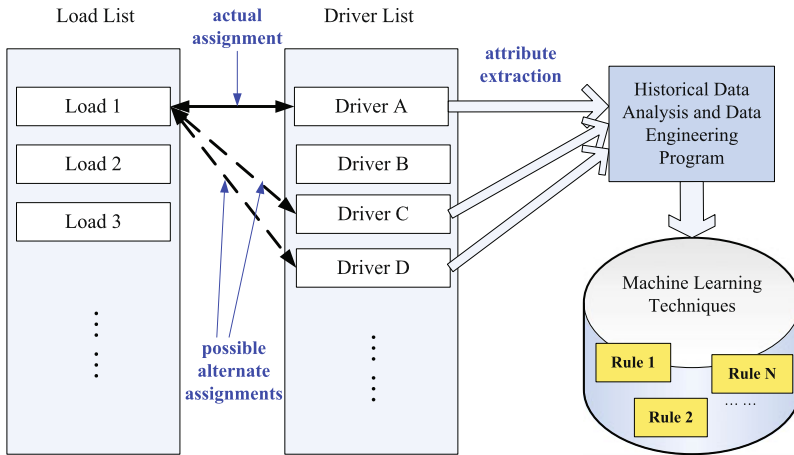 Load List
actual
assignment
Driver List
attribute
extraction
Load 1
Load 2
Load 3
Driver A
Driver B
Driver C
Driver D
possible
alternate
assignments
Historical Data
Analysis and Data
Engineering
Program
Machine Learning
Techniques
Rule 1
Rule N
Rule 2
... ...